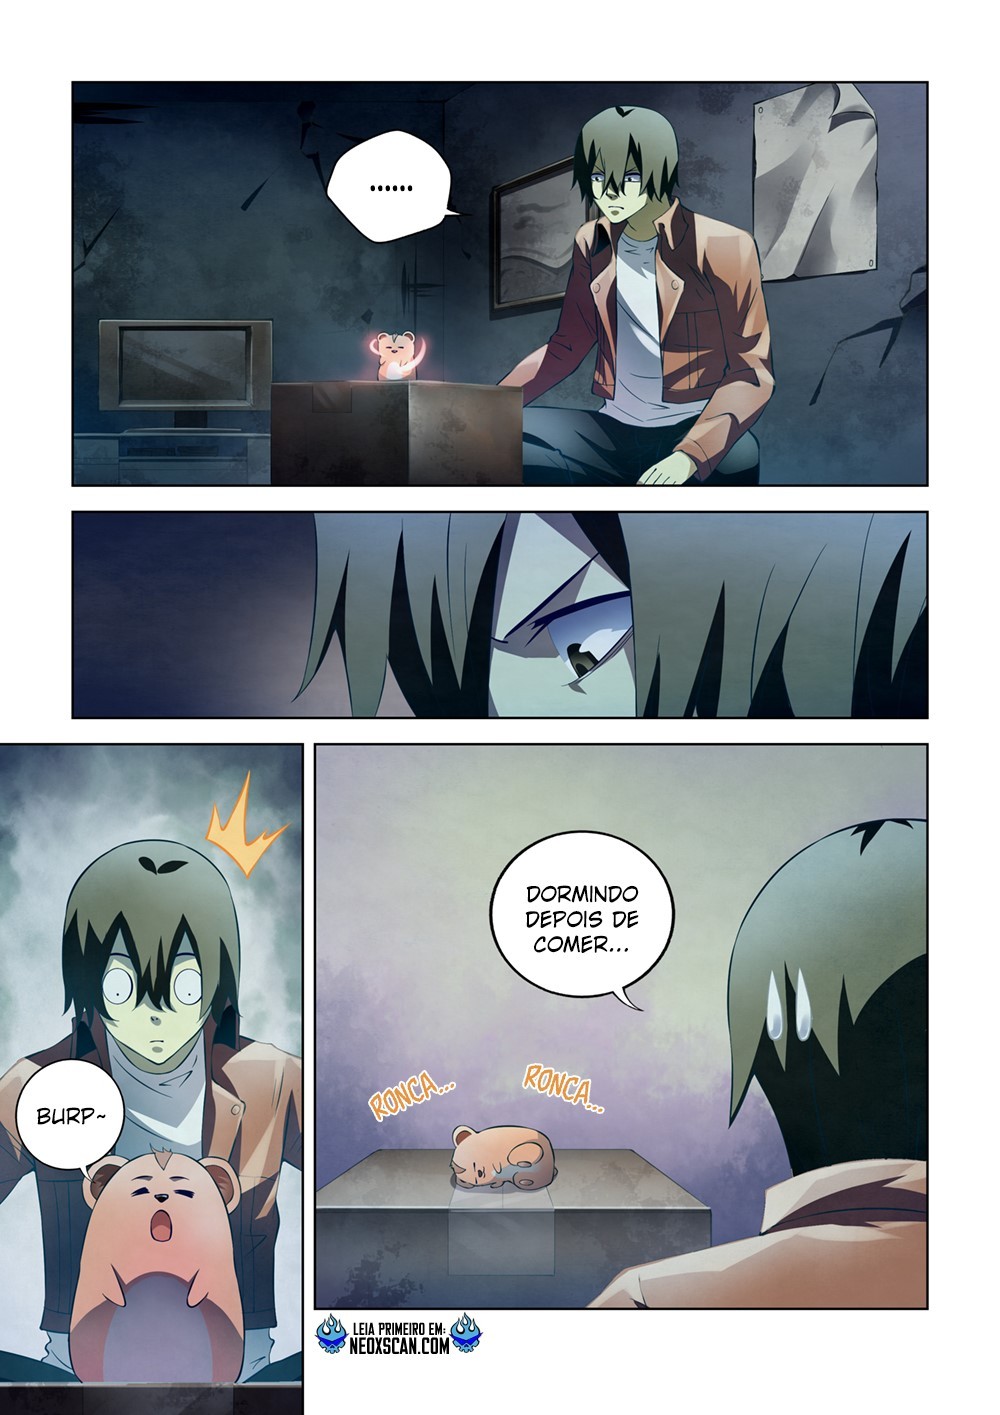 ......
BURP~
DORMINDO
DEPOIS DE
COMER...
RONCA...
RONCA...
LEIA PRIMEIRO EM:
NEOXSCAN.COM